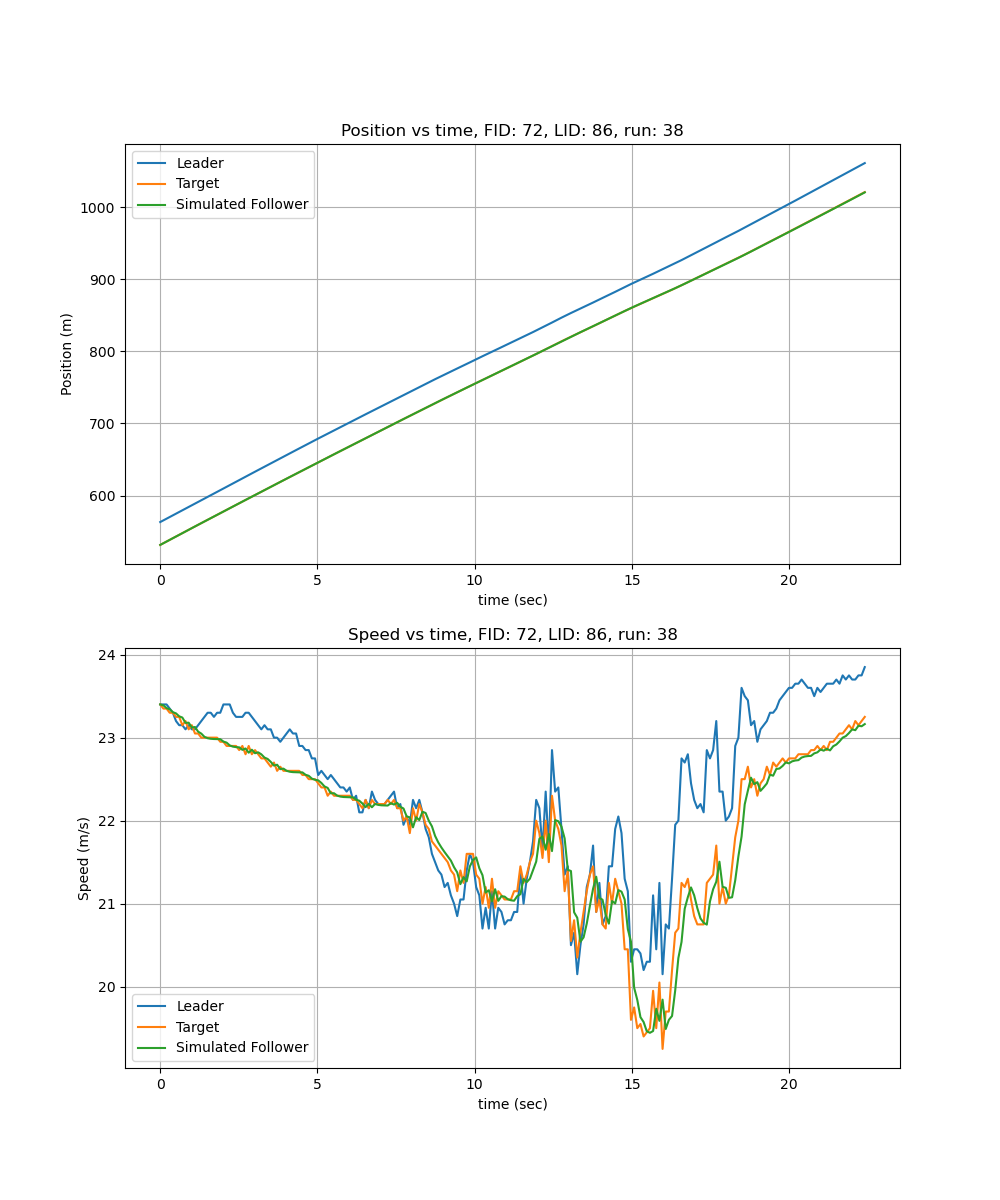 Position vs time, FID: 72, LID: 86, run: 38
Leader
Target
Simulated Follower
1000
900
800
700
600
Position (m)
0 5 10 15 20
time (sec)
Speed vs time, FID: 72, LID: 86, run: 38
24
23
22
21
20
Speed (m/s)
Leader
Target
Simulated Follower
0 5 10 15 20
time (sec)